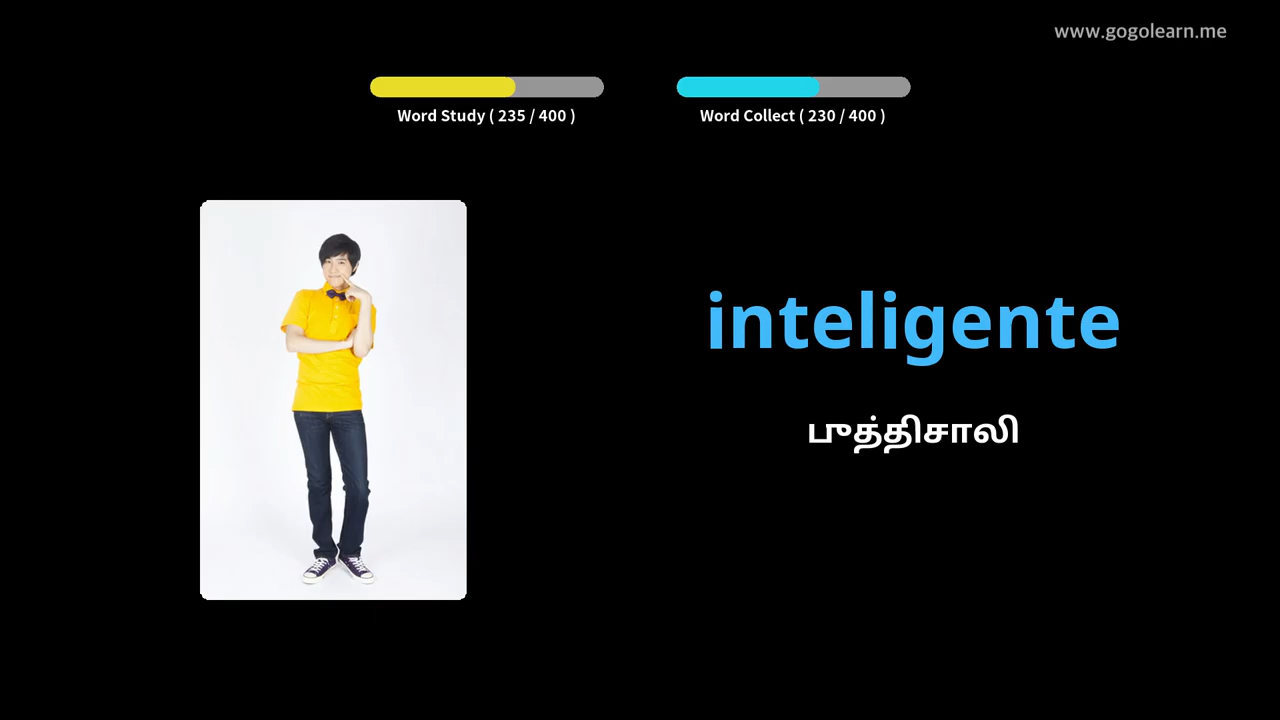 www.gogolearn.me
Word Study ( 235 / 400 )
Word Collect ( 230 / 400 )
inteligente
புத்திசாலி